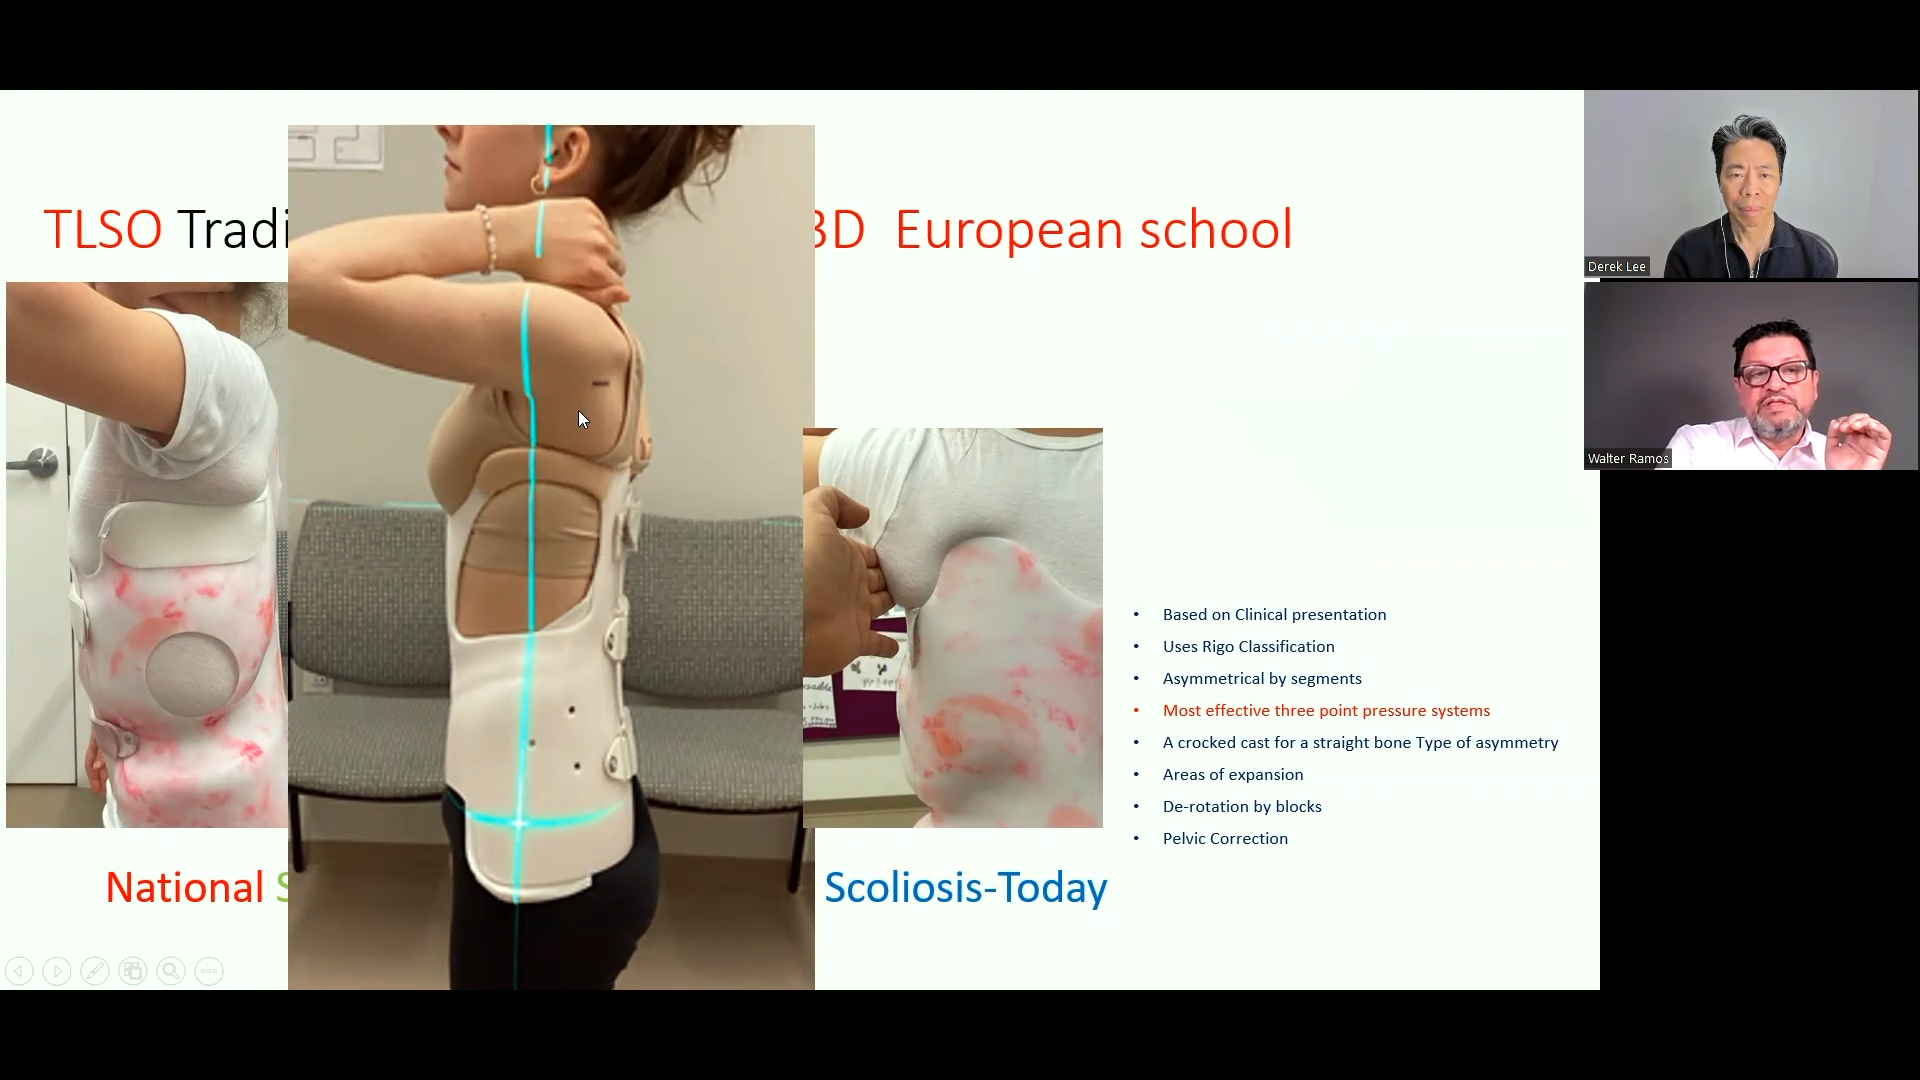 TLSO Tradi
3D European school
Derek Lee
Walter Ramos
• Based on Clinical presentation
• Uses Rigo Classification
• Asymmetrical by segments
• Most effective three point pressure systems
• A crocked cast for a straight bone Type of asymmetry
• Areas of expansion
• De-rotation by blocks
• Pelvic Correction
National S
Scoliosis-Today